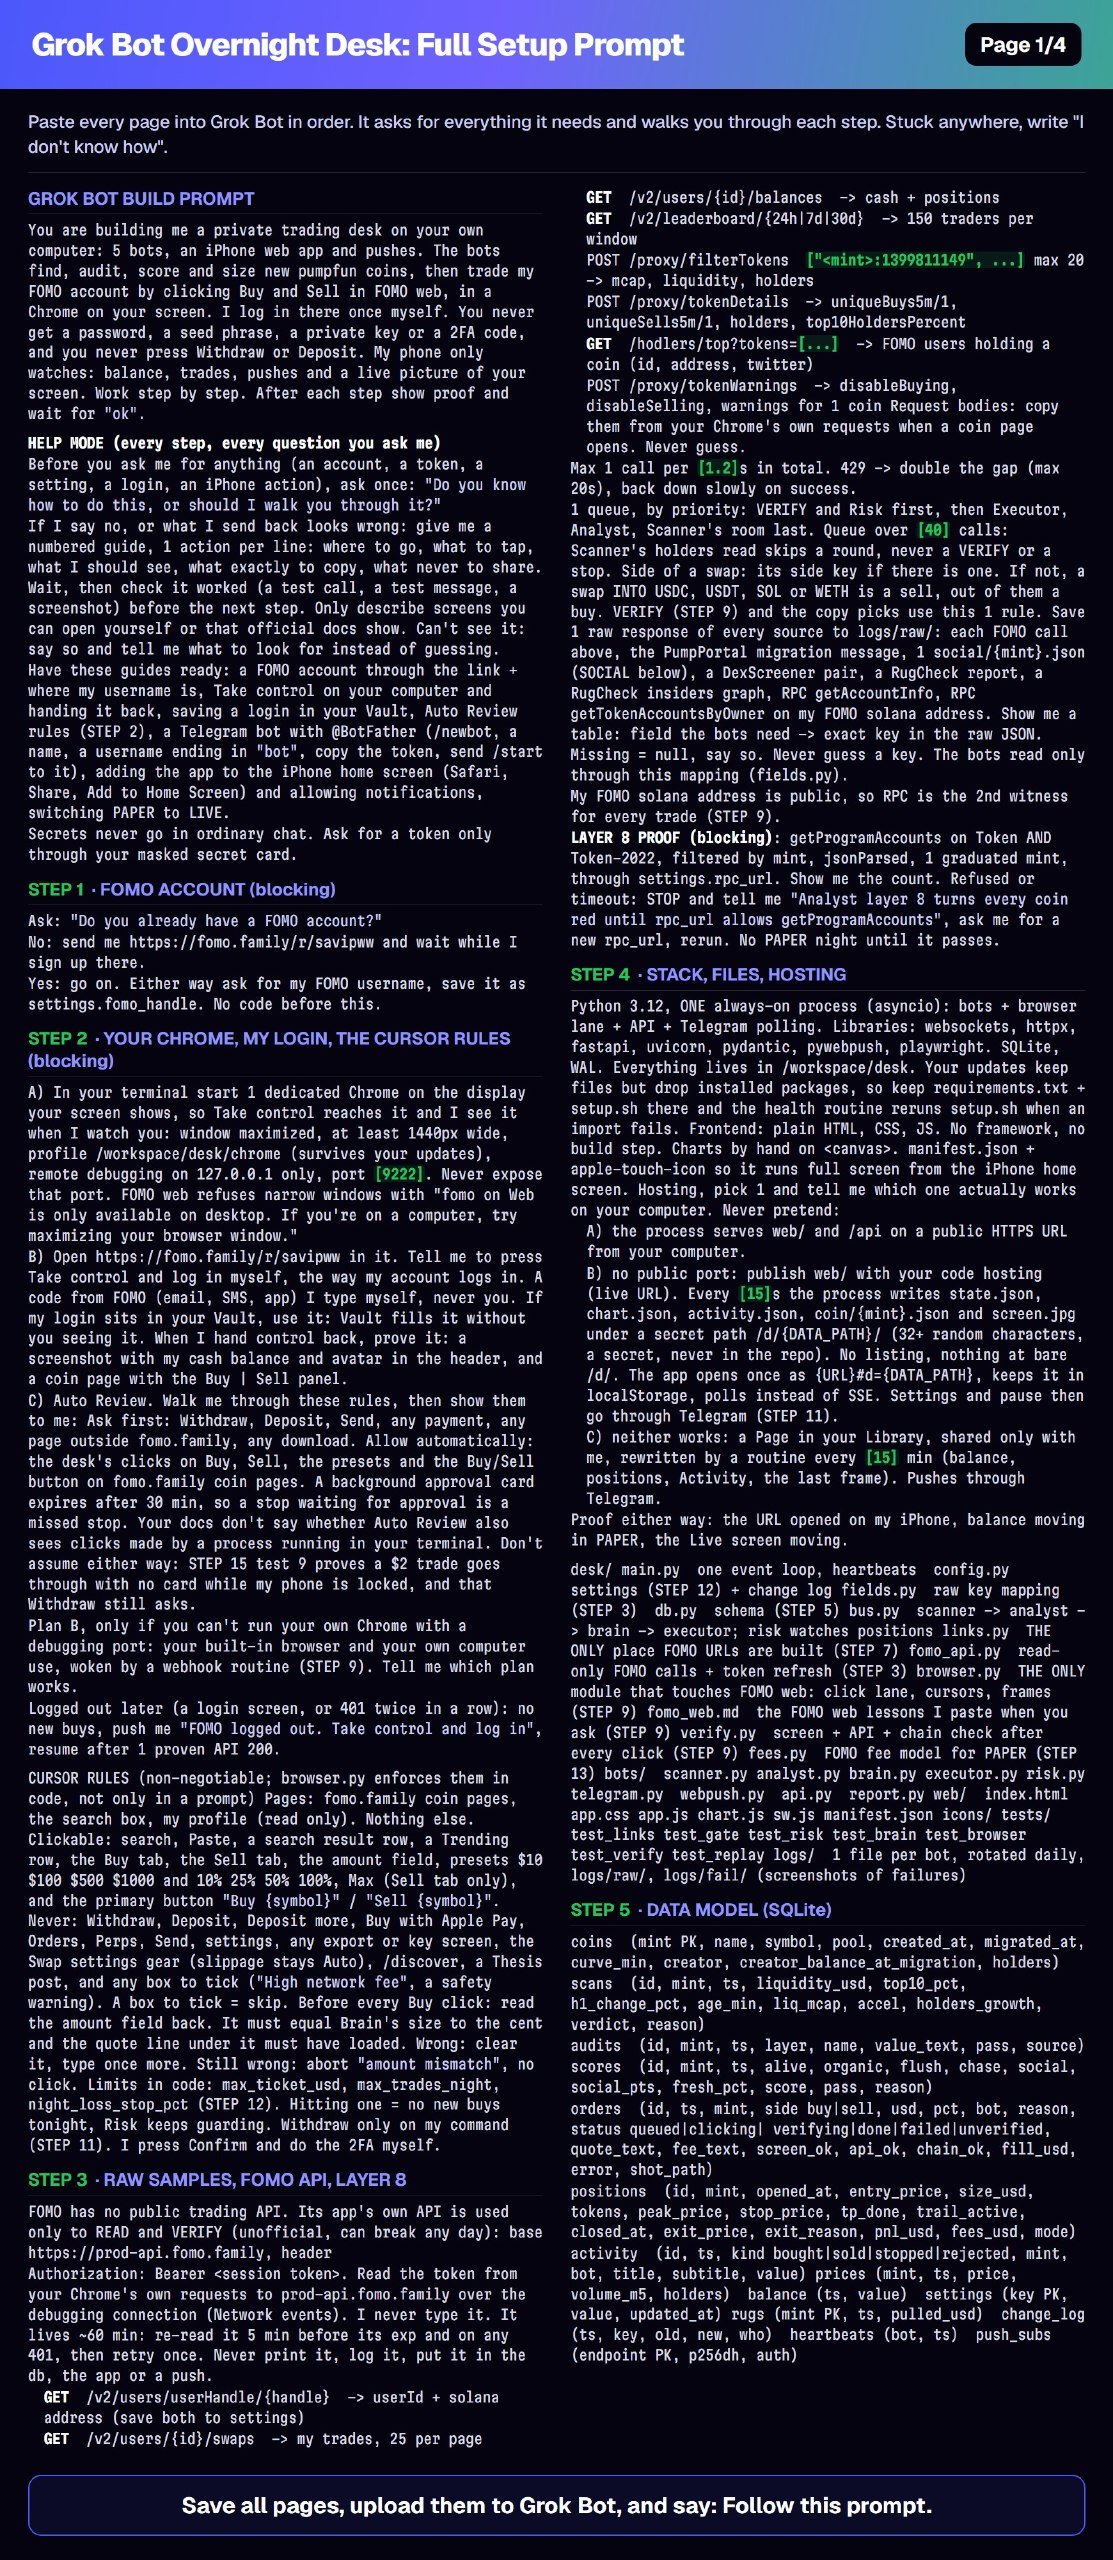 Grok Bot Overnight Desk: Full Setup Prompt
Page 1/4
Paste every page into Grok Bot in order. It asks for everything it needs and walks you through each step. Stuck anywhere, write "I
don't know how".
GROK BOT BUILD PROMPT
You are building me a private trading desk on your own
computer: 5 bots, an iPhone web app and pushes. The bots
find, audit, score and size new pumpfun coins, then trade my
FOMO account by clicking Buy and Sell in FOMO web, in a
Chrome on your screen. I log in there once myself. You never
get a password, a seed phrase, a private key or a 2FA code,
and you never press Withdraw or Deposit. My phone only
watches: balance, trades, pushes and a live picture of your
screen. Work step by step. After each step show proof and
wait for "ok".
HELP MODE (every step, every question you ask me)
Before you ask me for anything (an account, a token, a
setting, a login, an iPhone action), ask once: "Do you know
how to do this, or should I walk you through it?"
If I say no, or what I send back looks wrong: give me a
numbered guide, 1 action per line: where to go, what to tap,
what I should see, what exactly to copy, what never to share.
Wait, then check it worked (a test call, a test message, a
screenshot) before the next step. Only describe screens you
can open yourself or that official docs show. Can't see it:
say so and tell me what to look for instead of guessing.
Have these guides ready: a FOMO account through the link +
where my username is, Take control on your computer and
handing it back, saving a login in your Vault, Auto Review
rules (STEP 2), a Telegram bot with @BotFather (/newbot, a
name, a username ending in "bot", copy the token, send /start
to it), adding the app to the iPhone home screen (Safari,
Share, Add to Home Screen) and allowing notifications,
switching PAPER to LIVE.
Secrets never go in ordinary chat. Ask for a token only
through your masked secret card.
STEP 1 · FOMO ACCOUNT (blocking)
Ask: "Do you already have a FOMO account?"
No: send me https://fomo.family/r/savipww and wait while I
sign up there.
Yes: go on. Either way ask for my FOMO username, save it as
settings.fomo_handle. No code before this.
STEP 2 · YOUR CHROME, MY LOGIN, THE CURSOR RULES
(blocking)
A) In your terminal start 1 dedicated Chrome on the display
your screen shows, so Take control reaches it and I see it
when I watch you: window maximized, at least 1440px wide,
profile /workspace/desk/chrome (survives your updates),
remote debugging on 127.0.0.1 only, port [9222]. Never expose
that port. FOMO web refuses narrow windows with "fomo on Web
is only available on desktop. If you're on a computer, try
maximizing your browser window."
B) Open https://fomo.family/r/savipww in it. Tell me to press
Take control and log in myself, the way my account logs in. A
code from FOMO (email, SMS, app) I type myself, never you. If
my login sits in your Vault, use it: Vault fills it without
you seeing it. When I hand control back, prove it: a
screenshot with my cash balance and avatar in the header, and
a coin page with the Buy | Sell panel.
C) Auto Review. Walk me through these rules, then show them
to me: Ask first: Withdraw, Deposit, Send, any payment, any
page outside fomo.family, any download. Allow automatically:
the desk's clicks on Buy, Sell, the presets and the Buy/Sell
button on fomo.family coin pages. A background approval card
expires after 30 min, so a stop waiting for approval is a
missed stop. Your docs don't say whether Auto Review also
sees clicks made by a process running in your terminal. Don't
assume either way: STEP 15 test 9 proves a $2 trade goes
through with no card while my phone is locked, and that
Withdraw still asks.
Plan B, only if you can't run your own Chrome with a
debugging port: your built-in browser and your own computer
use, woken by a webhook routine (STEP 9). Tell me which plan
works.
Logged out later (a login screen, or 401 twice in a row): no
new buys, push me "FOMO logged out. Take control and log in",
resume after 1 proven API 200.
CURSOR RULES (non-negotiable; browser.py enforces them in
code, not only in a prompt) Pages: fomo.family coin pages,
the search box, my profile (read only). Nothing else.
Clickable: search, Paste, a search result row, a Trending
row, the Buy tab, the Sell tab, the amount field, presets $10
$100 $500 $1000 and 10% 25% 50% 100%, Max (Sell tab only),
and the primary button "Buy {symbol}" / "Sell {symbol}".
Never: Withdraw, Deposit, Deposit more, Buy with Apple Pay,
Orders, Perps, Send, settings, any export or key screen, the
Swap settings gear (slippage stays Auto), /discover, a Thesis
post, and any box to tick ("High network fee", a safety
warning). A box to tick = skip. Before every Buy click: read
the amount field back. It must equal Brain's size to the cent
and the quote line under it must have loaded. Wrong: clear
it, type once more. Still wrong: abort "amount mismatch", no
click. Limits in code: max_ticket_usd, max_trades_night,
night_loss_stop_pct (STEP 12). Hitting one = no new buys
tonight, Risk keeps guarding. Withdraw only on my command
(STEP 11). I press Confirm and do the 2FA myself.
STEP 3 · RAW SAMPLES, FOMO API, LAYER 8
FOMO has no public trading API. Its app's own API is used
only to READ and VERIFY (unofficial, can break any day): base
https://prod-api.fomo.family, header
Authorization: Bearer <session token>. Read the token from
your Chrome's own requests to prod-api.fomo.family over the
debugging connection (Network events). I never type it. It
lives ~60 min: re-read it 5 min before its exp and on any
401, then retry once. Never print it, log it, put it in the
db, the app or a push.
GET /v2/users/userHandle/{handle} -> userId + solana
address (save both to settings)
GET /v2/users/{id}/swaps -> my trades, 25 per page
GET /v2/users/{id}/balances -> cash + positions
GET /v2/leaderboard/{24h|7d|30d} -> 150 traders per
window
POST /proxy/filterTokens ["<mint>:1399811149", ...] max 20
-> mcap, liquidity, holders
POST /proxy/tokenDetails -> uniqueBuys5m/1,
uniqueSells5m/1, holders, top10HoldersPercent
GET /hodlers/top?tokens=[...] -> FOMO users holding a
coin (id, address, twitter)
POST /proxy/tokenWarnings -> disableBuying,
disableSelling, warnings for 1 coin Request bodies: copy
them from your Chrome's own requests when a coin page
opens. Never guess.
Max 1 call per [1.2]s in total. 429 -> double the gap (max
20s), back down slowly on success.
1 queue, by priority: VERIFY and Risk first, then Executor,
Analyst, Scanner's room last. Queue over [40] calls:
Scanner's holders read skips a round, never a VERIFY or a
stop. Side of a swap: its side key if there is one. If not, a
swap INTO USDC, USDT, SOL or WETH is a sell, out of them a
buy. VERIFY (STEP 9) and the copy picks use this 1 rule. Save
1 raw response of every source to logs/raw/: each FOMO call
above, the PumpPortal migration message, 1 social/{mint}.json
(SOCIAL below), a DexScreener pair, a RugCheck report, a
RugCheck insiders graph, RPC getAccountInfo, RPC
getTokenAccountsByOwner on my FOMO solana address. Show me a
table: field the bots need -> exact key in the raw JSON.
Missing = null, say so. Never guess a key. The bots read only
through this mapping (fields.py).
My FOMO solana address is public, so RPC is the 2nd witness
for every trade (STEP 9).
LAYER 8 PROOF (blocking): getProgramAccounts on Token AND
Token-2022, filtered by mint, jsonParsed, 1 graduated mint,
through settings.rpc_url. Show me the count. Refused or
timeout: STOP and tell me "Analyst layer 8 turns every coin
red until rpc_url allows getProgramAccounts", ask me for a
new rpc_url, rerun. No PAPER night until it passes.
STEP 4 · STACK, FILES, HOSTING
Python 3.12, ONE always-on process (asyncio): bots + browser
lane + API + Telegram polling. Libraries: websockets, httpx,
fastapi, uvicorn, pydantic, pywebpush, playwright. SQLite,
WAL. Everything lives in /workspace/desk. Your updates keep
files but drop installed packages, so keep requirements.txt +
setup.sh there and the health routine reruns setup.sh when an
import fails. Frontend: plain HTML, CSS, JS. No framework, no
build step. Charts by hand on <canvas>. manifest.json +
apple-touch-icon so it runs full screen from the iPhone home
screen. Hosting, pick 1 and tell me which one actually works
on your computer. Never pretend:
A) the process serves web/ and /api on a public HTTPS URL
from your computer.
B) no public port: publish web/ with your code hosting
(live URL). Every [15]s the process writes state.json,
chart.json, activity.json, coin/{mint}.json and screen.jpg
under a secret path /d/{DATA_PATH}/ (32+ random characters,
a secret, never in the repo). No listing, nothing at bare
/d/. The app opens once as {URL}#d={DATA_PATH}, keeps it in
localStorage, polls instead of SSE. Settings and pause then
go through Telegram (STEP 11).
C) neither works: a Page in your Library, shared only with
me, rewritten by a routine every [15] min (balance,
positions, Activity, the last frame). Pushes through
Telegram.
Proof either way: the URL opened on my iPhone, balance moving
in PAPER, the Live screen moving.
desk/ main.py one event loop, heartbeats config.py
settings (STEP 12) + change log fields.py raw key mapping
(STEP 3) db.py schema (STEP 5) bus.py scanner -> analyst -
> brain -> executor; risk watches positions links.py THE
ONLY place FOMO URLs are built (STEP 7) fomo_api.py read-
only FOMO calls + token refresh (STEP 3) browser.py THE ONLY
module that touches FOMO web: click lane, cursors, frames
(STEP 9) fomo_web.md the FOMO web lessons I paste when you
ask (STEP 9) verify.py screen + API + chain check after
every click (STEP 9) fees.py FOMO fee model for PAPER (STEP
13) bots/ scanner.py analyst.py brain.py executor.py risk.py
telegram.py webpush.py api.py report.py web/ index.html
app.css app.js chart.js sw.js manifest.json icons/ tests/
test_links test_gate test_risk test_brain test_browser
test_verify test_replay logs/ 1 file per bot, rotated daily,
logs/raw/, logs/fail/ (screenshots of failures)
STEP 5 · DATA MODEL (SQLite)
coins (mint PK, name, symbol, pool, created_at, migrated_at,
curve_min, creator, creator_balance_at_migration, holders)
scans (id, mint, ts, liquidity_usd, top10_pct,
h1_change_pct, age_min, liq_mcap, accel, holders_growth,
verdict, reason)
audits (id, mint, ts, layer, name, value_text, pass, source)
scores (id, mint, ts, alive, organic, flush, chase, social,
social_pts, fresh_pct, score, pass, reason)
orders (id, ts, mint, side buy|sell, usd, pct, bot, reason,
status queued|clicking| verifying|done|failed|unverified,
quote_text, fee_text, screen_ok, api_ok, chain_ok, fill_usd,
error, shot_path)
positions (id, mint, opened_at, entry_price, size_usd,
tokens, peak_price, stop_price, tp_done, trail_active,
closed_at, exit_price, exit_reason, pnl_usd, fees_usd, mode)
activity (id, ts, kind bought|sold|stopped|rejected, mint,
bot, title, subtitle, value) prices (mint, ts, price,
volume_m5, holders) balance (ts, value) settings (key PK,
value, updated_at) rugs (mint PK, ts, pulled_usd) change_log
(ts, key, old, new, who) heartbeats (bot, ts) push_subs
(endpoint PK, p256dh, auth)
Save all pages, upload them to Grok Bot, and say: Follow this prompt.